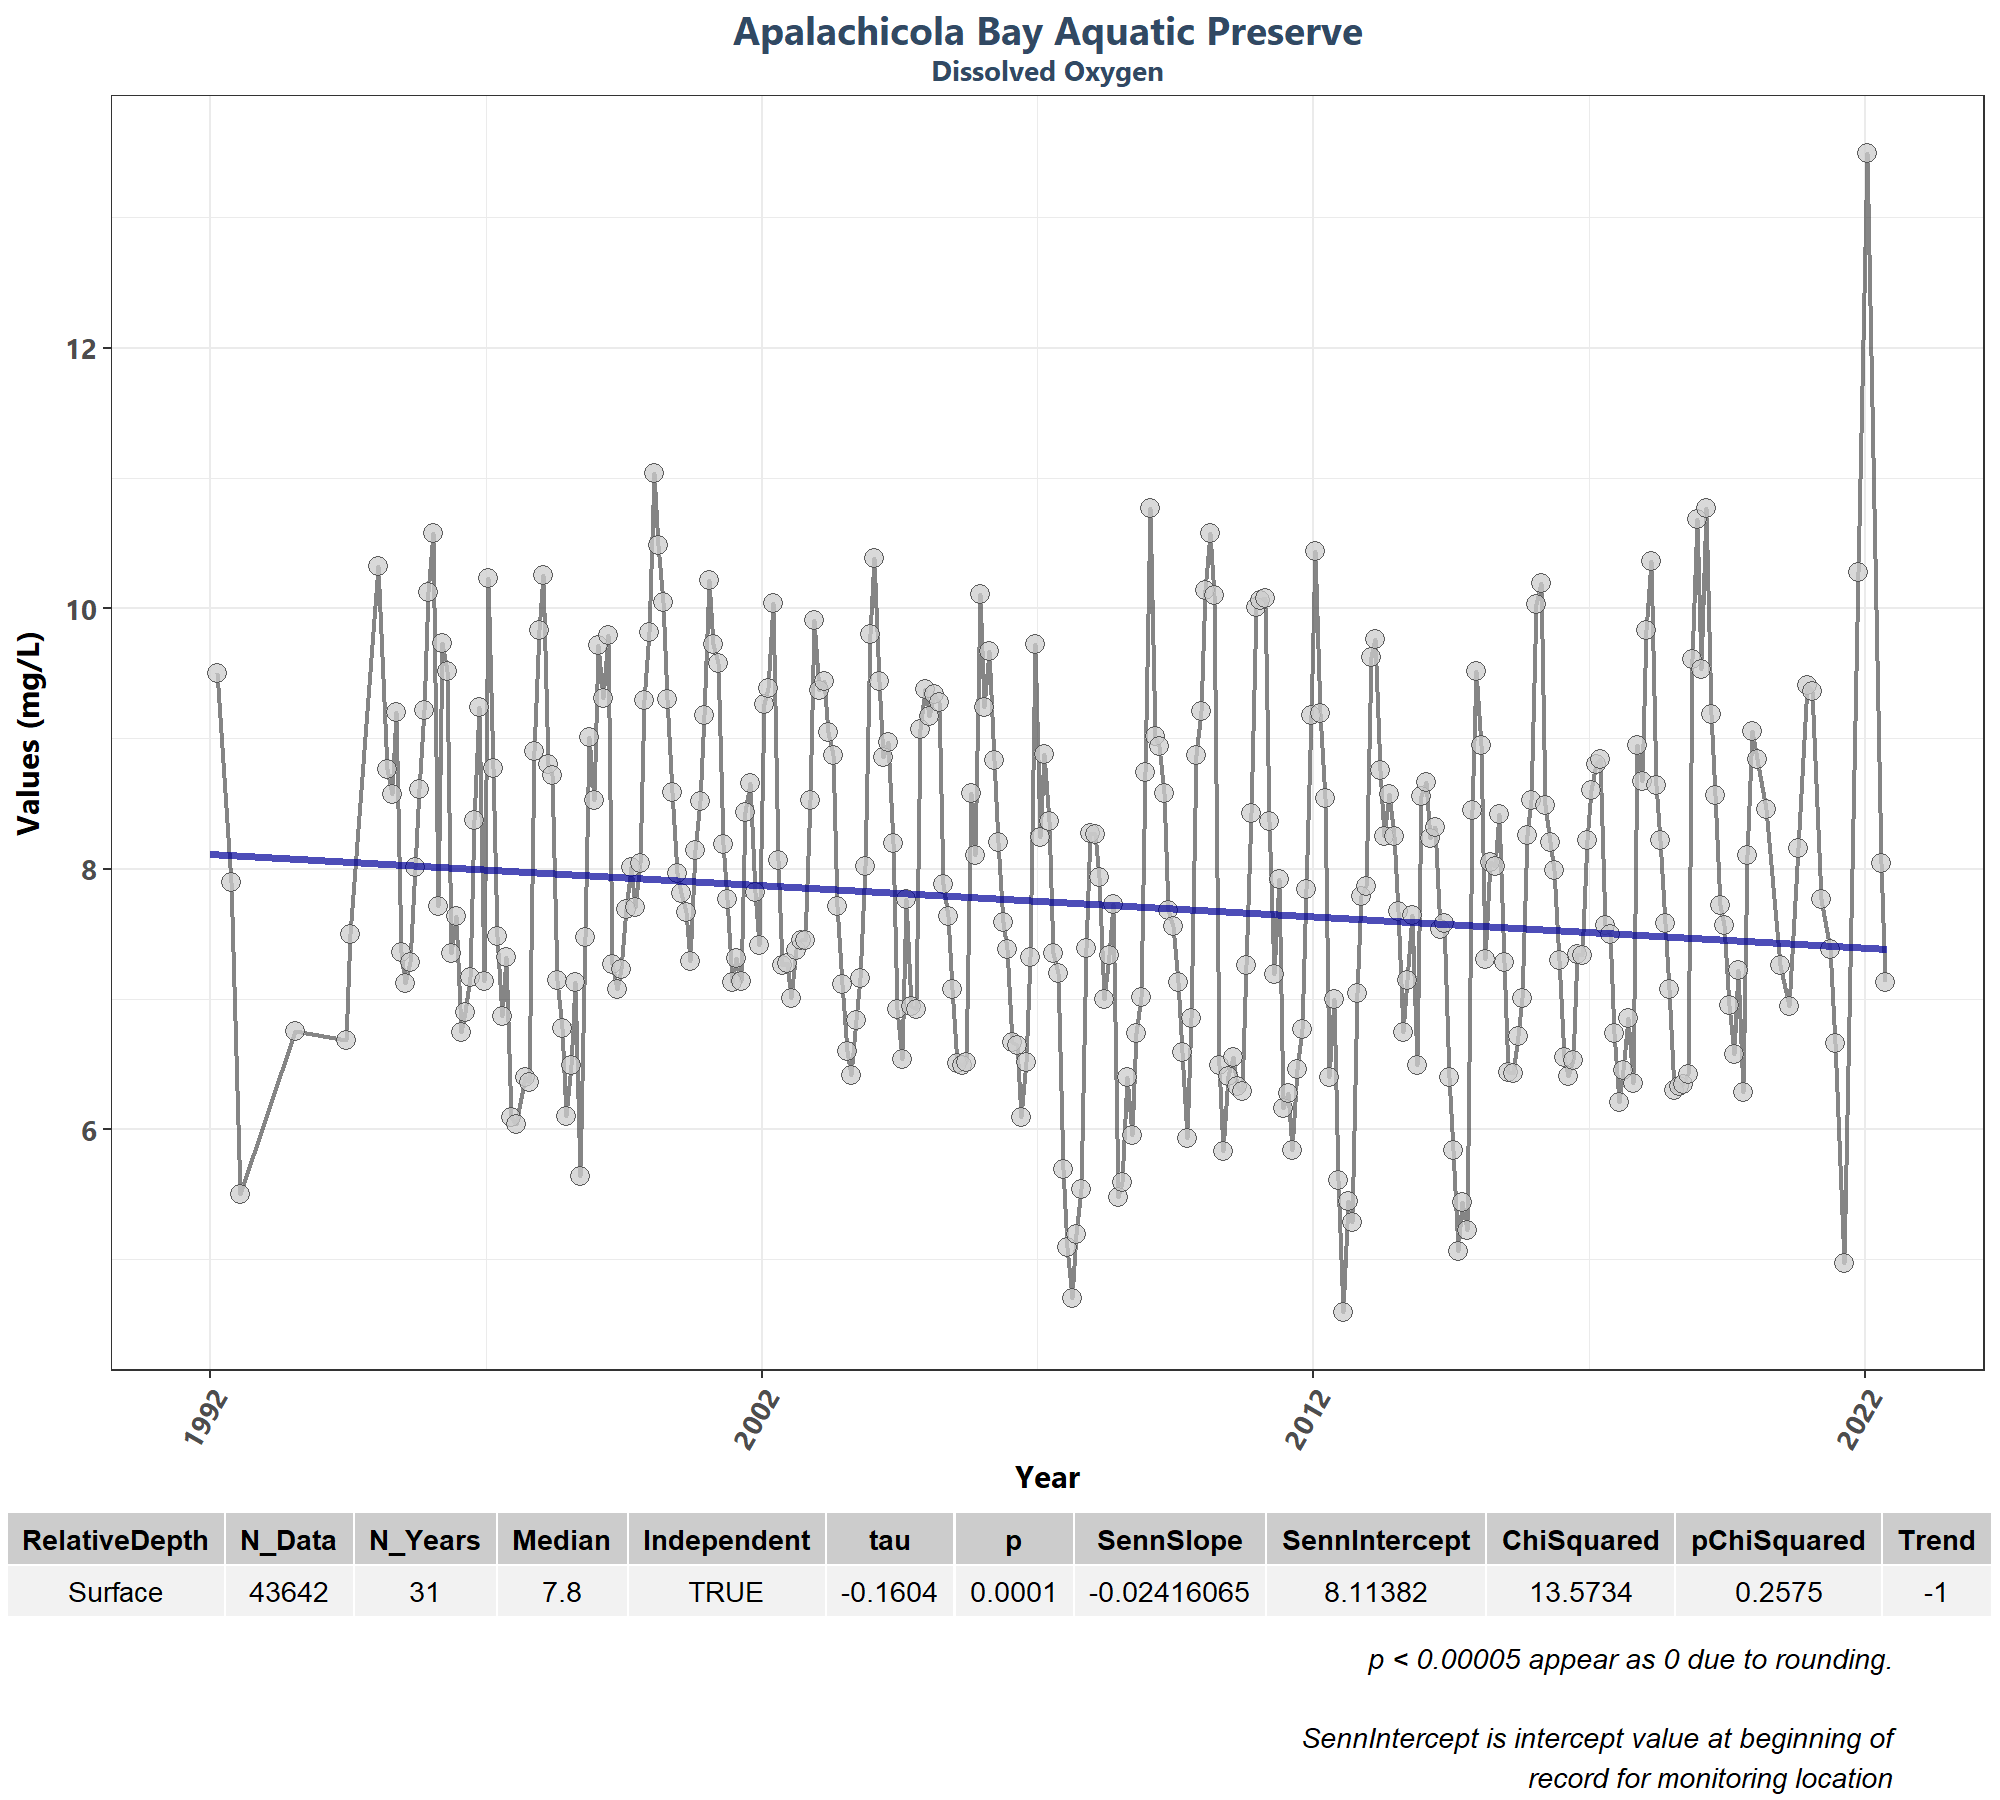 Apalachicola Bay Aquatic Preserve
Dissolved Oxygen
Values (mg/L)
12
10
8
6
1992 2002 2012 2022
Year
RelativeDepth N_Data N_Years Median Independent tau p SennSlope SennIntercept ChiSquared pChiSquared Trend
Surface 43642 31 7.8 TRUE -0.1604 0.0001 -0.02416065 8.11382 13.5734 0.2575 -1
p < 0.00005 appear as 0 due to rounding.
SennIntercept is intercept value at beginning of
record for monitoring location